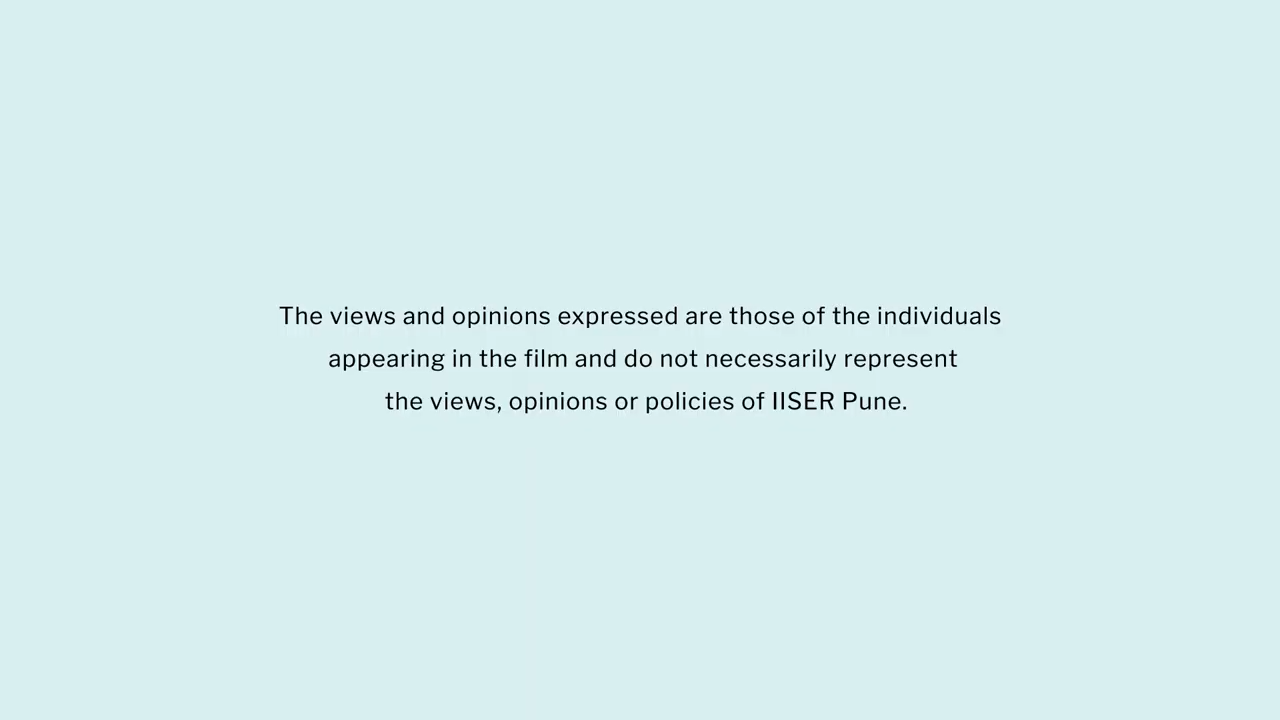 The views and opinions expressed are those of the individuals
appearing in the film and do not necessarily represent
the views, opinions or policies of IISER Pune.